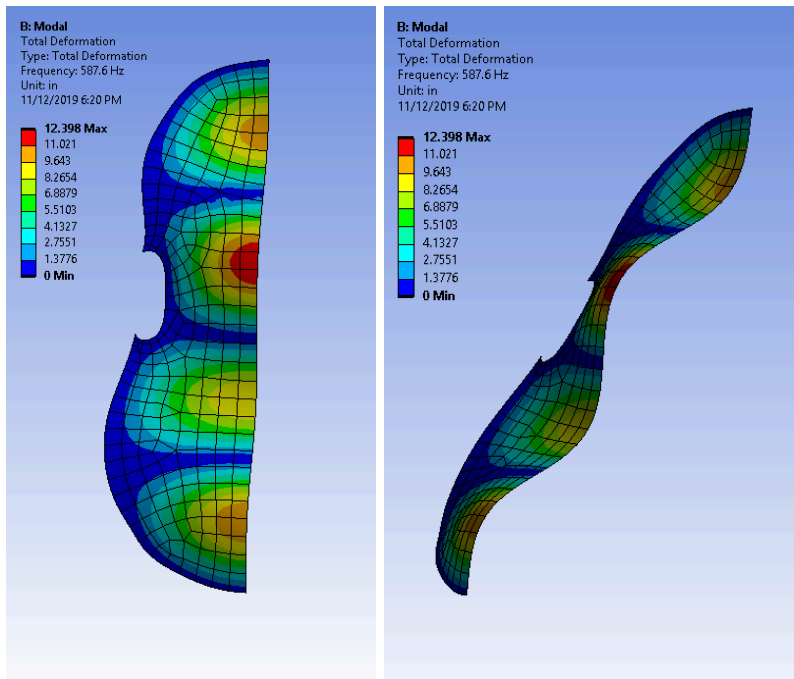 B: Modal
Total Deformation
Type: Total Deformation
Frequency: 587.6 Hz
Unit: in
11/12/2019 6:20 PM
12.398 Max
11.021
9.643
8.2654
6.8879
5.5103
4.1327
2.7551
1.3776
0 Min
B: Modal
Total Deformation
Type: Total Deformation
Frequency: 587.6 Hz
Unit: in
11/12/2019 6:20 PM
12.398 Max
11.021
9.643
8.2654
6.8879
5.5103
4.1327
2.7551
1.3776
0 Min